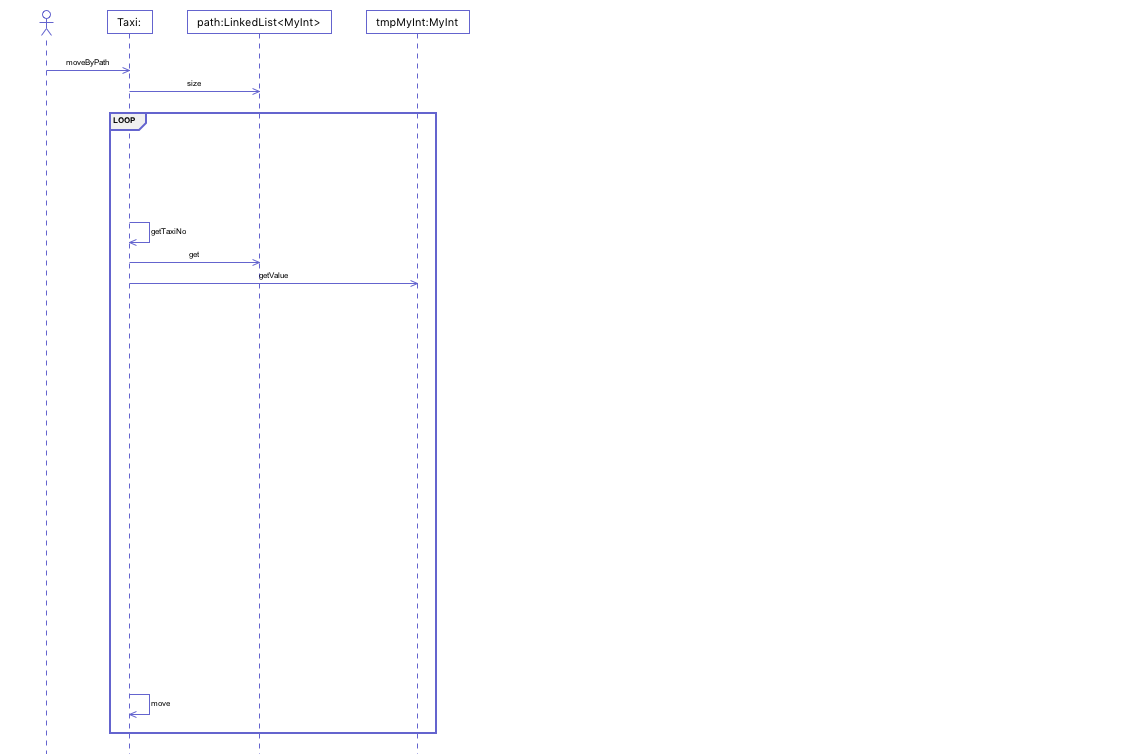 Taxi:
path:LinkedList<MyInt>
tmpMyInt:MyInt
moveByPath
size
LOOP
getTaxiNo
get
getValue
move